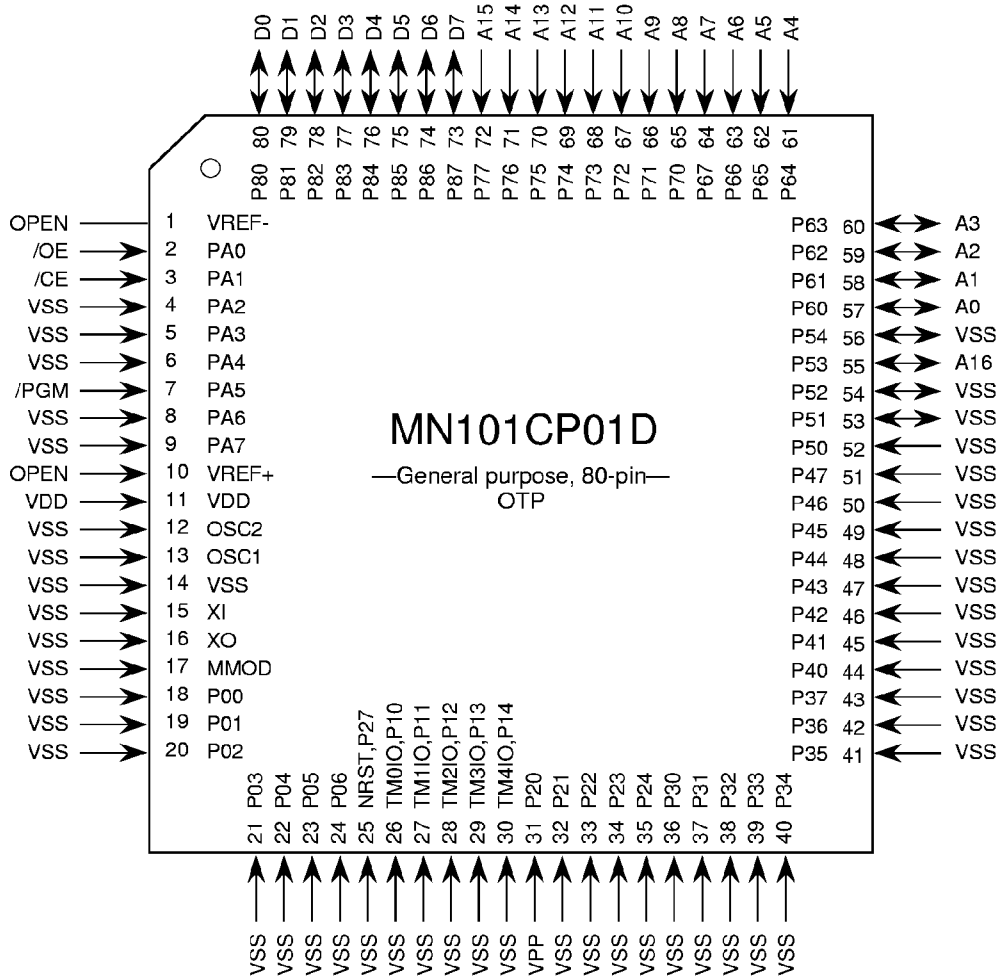 D0 D1 D2 D3 D4 D5 D6 D7 A15 A14 A13 A12 A11 A10 A9 A8 A7 A6 A5 A4
80 79 78 77 76 75 74 73 72 71 70 69 68 67 66 65 64 63 62 61
P80 P81 P82 P83 P84 P85 P86 P87 P77 P76 P75 P74 P73 P72 P71 P70 P67 P66 P65 P64
OPEN 1 VREF- P63 60 A3
/OE 2 PA0 P62 59 A2
/CE 3 PA1 P61 58 A1
VSS 4 PA2 P60 57 A0
VSS 5 PA3 P54 56 VSS
VSS 6 PA4 P53 55 A16
/PGM 7 PA5 P52 54 VSS
VSS 8 PA6 P51 53 VSS
VSS 9 PA7 P50 52 VSS
OPEN 10 VREF+ P47 51 VSS
VDD 11 VDD P46 50 VSS
VSS 12 OSC2 P45 49 VSS
VSS 13 OSC1 P44 48 VSS
VSS 14 VSS P43 47 VSS
VSS 15 XI P42 46 VSS
VSS 16 XO P41 45 VSS
VSS 17 MMOD P40 44 VSS
VSS 18 P00 P37 43 VSS
VSS 19 P01 P36 42 VSS
VSS 20 P02 P35 41 VSS
MN101CP01D
—General purpose, 80-pin—
OTP
P03 P04 P05 P06 NRST,P27 TM0IO,P10 TM1IO,P11 TM2IO,P12 TM3IO,P13 TM4IO,P14 P20 P21 P22 P23 P24 P30 P31 P32 P33 P34
21 22 23 24 25 26 27 28 29 30 31 32 33 34 35 36 37 38 39 40
VSS VSS VSS VSS VSS VSS VSS VSS VSS VSS VPP VSS VSS VSS VSS VSS VSS VSS VSS VSS